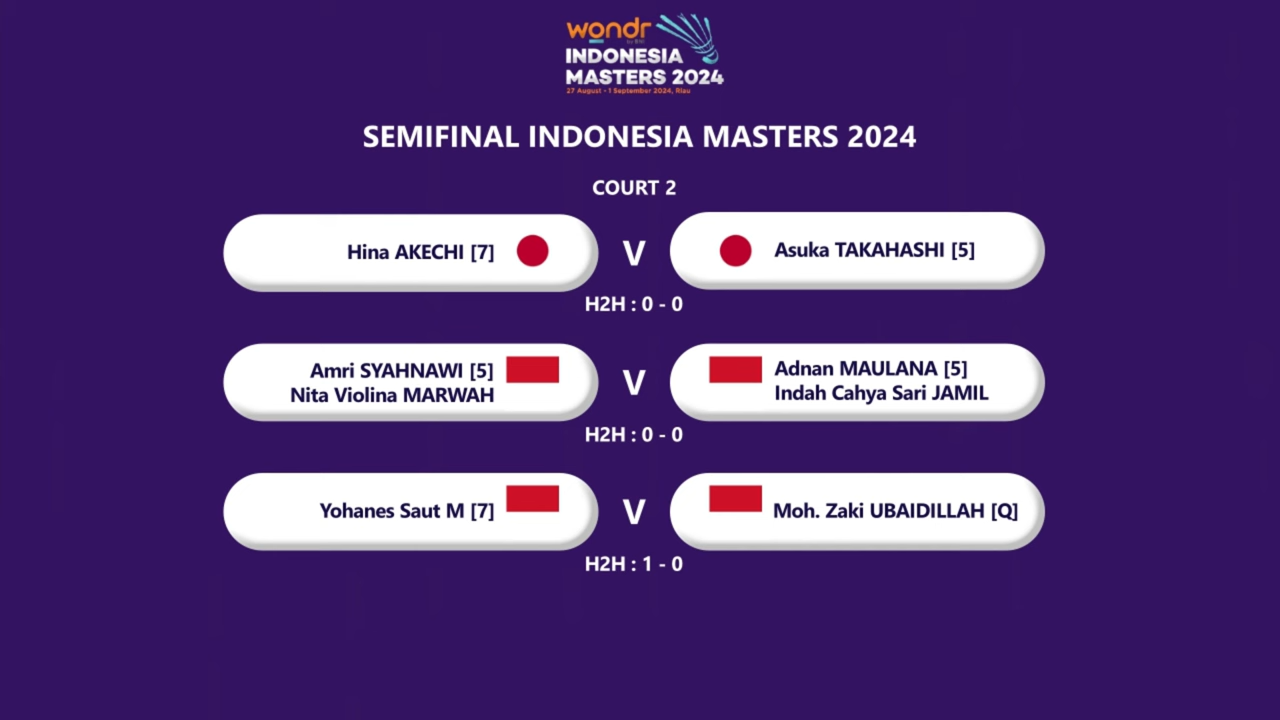 wondr
INDONESIA
MASTERS 2024
27 August - 1 September 2024, Riau
SEMIFINAL INDONESIA MASTERS 2024
COURT 2
Hina AKECHI [7]
V
Asuka TAKAHASHI [5]
H2H : 0 - 0
Amri SYAHNAWI [5]
Nita Violina MARWAH
V
Adnan MAULANA [5]
Indah Cahya Sari JAMIL
H2H : 0 - 0
Yohanes Saut M [7]
V
Moh. Zaki UBAIDILLAH [Q]
H2H : 1 - 0